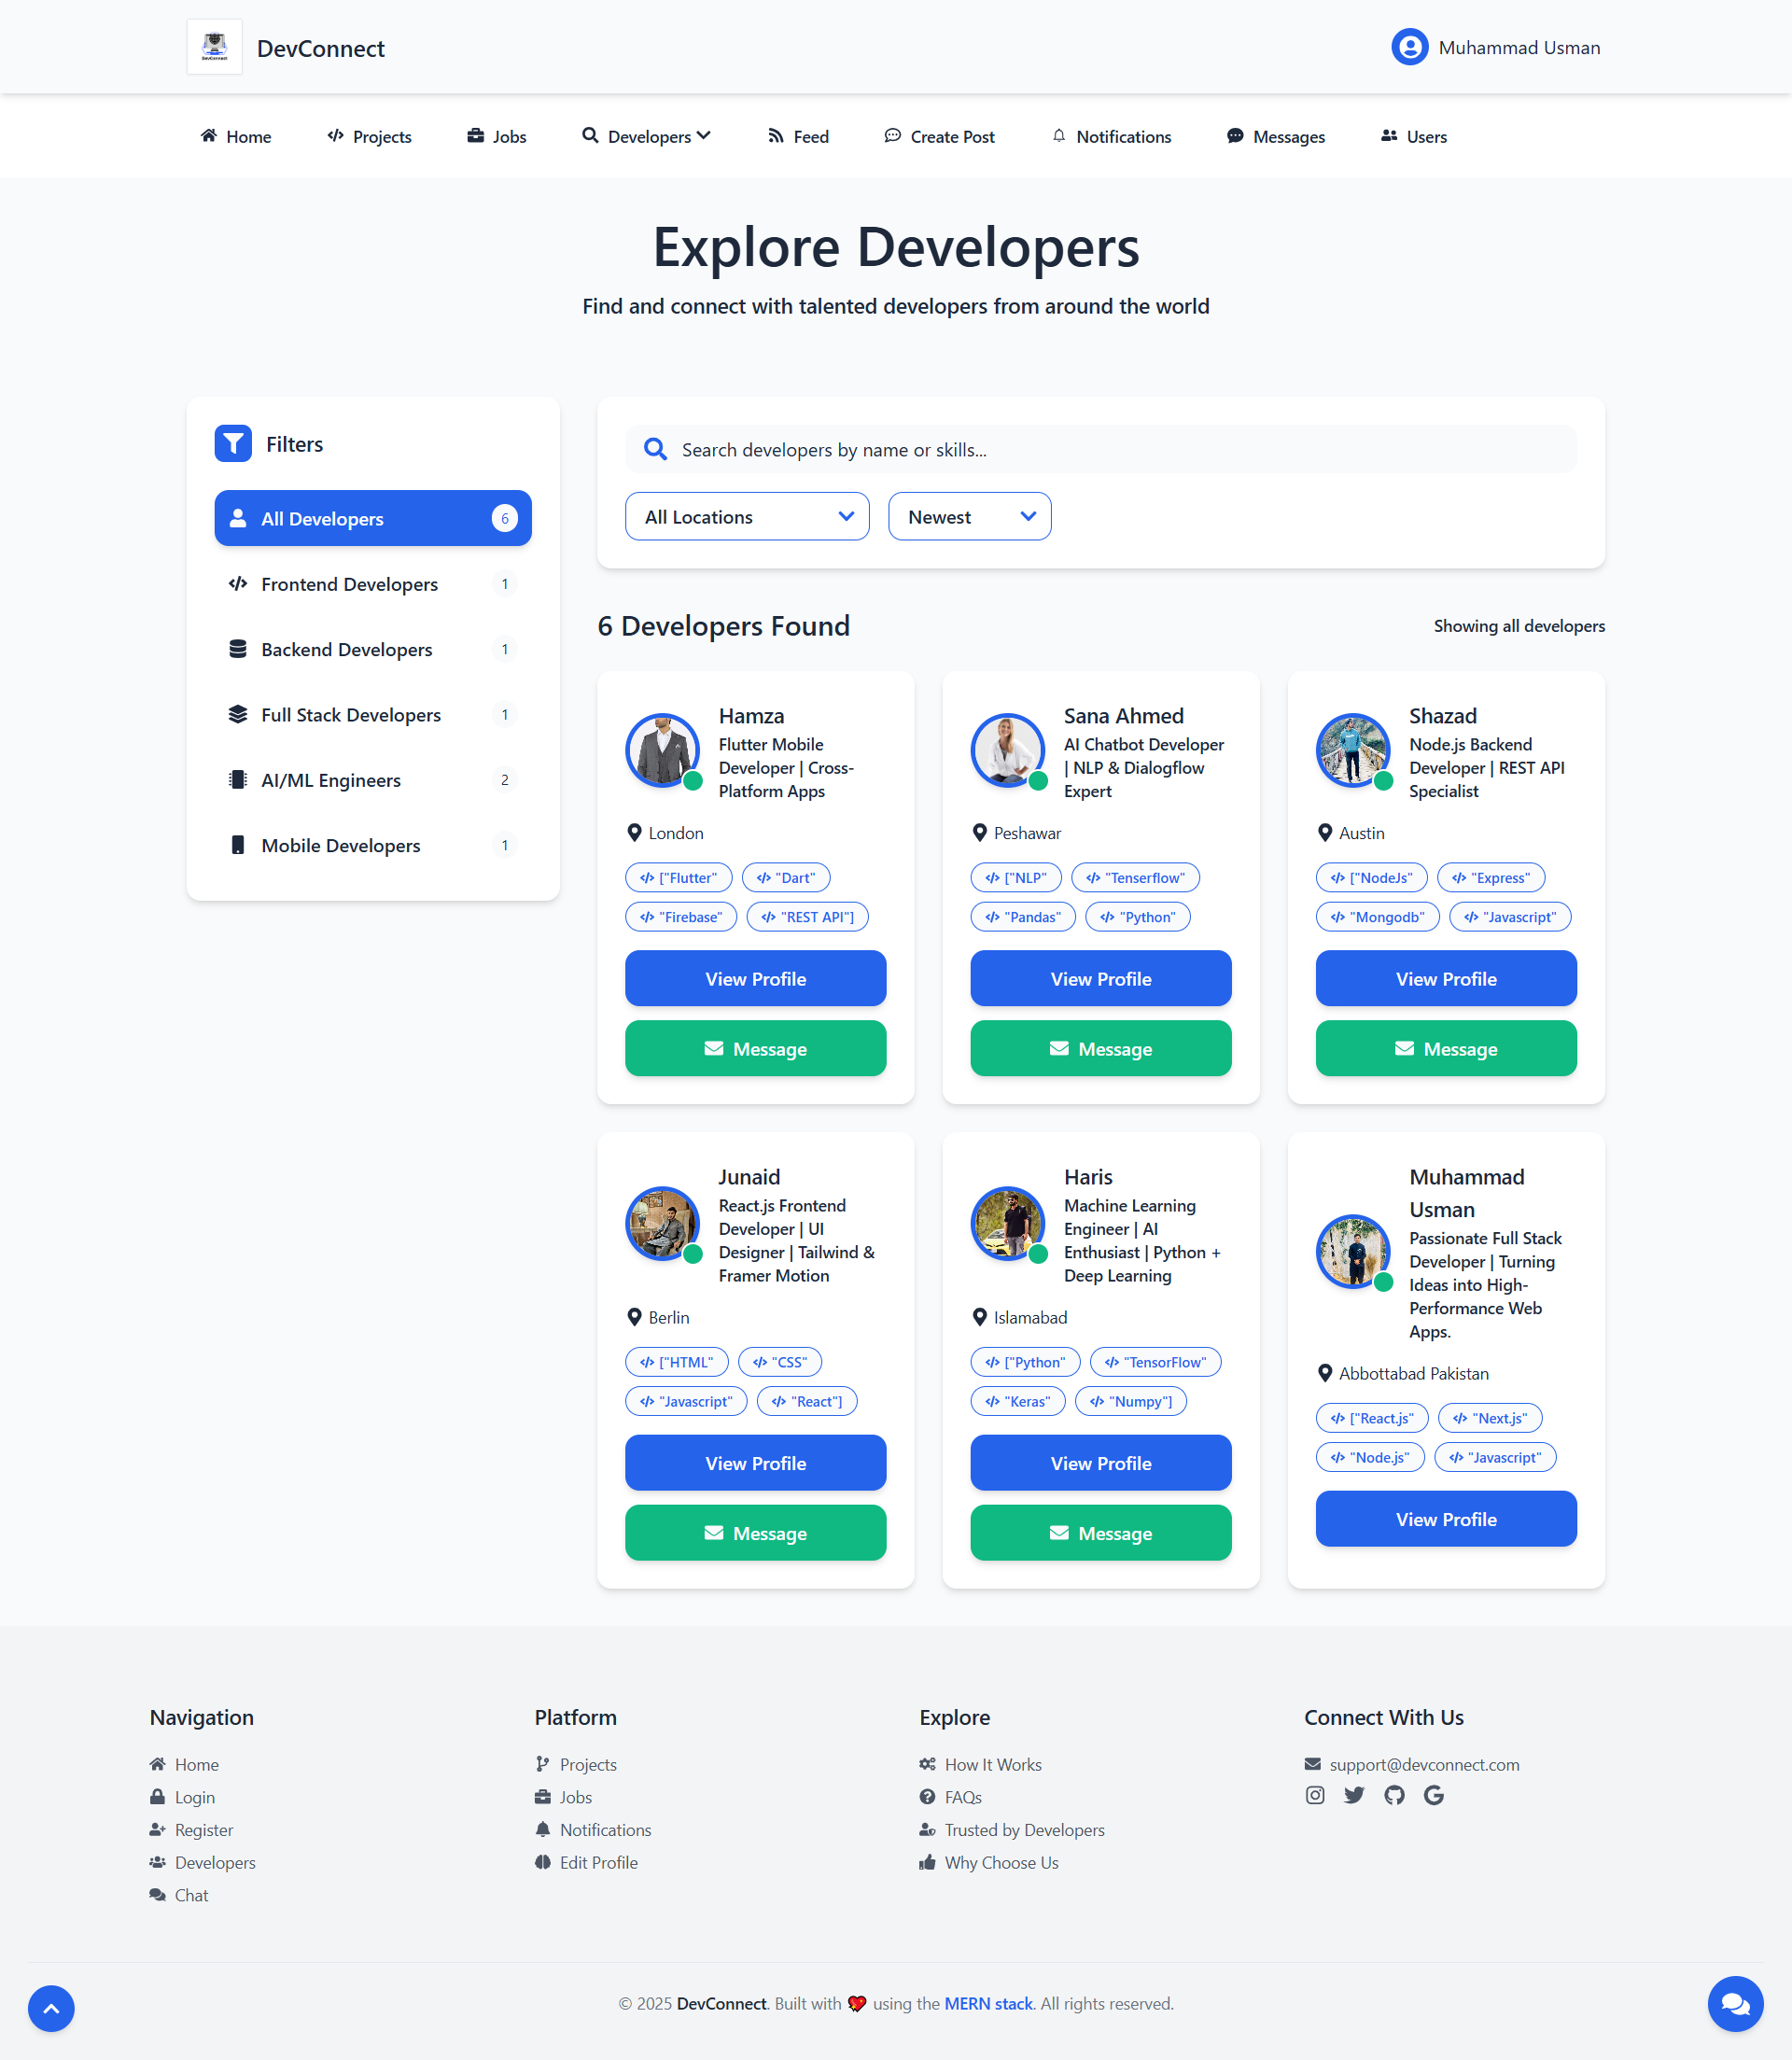 DevConnect
DevConnect
Muhammad Usman
Home
Projects
Jobs
Developers
Feed
Create Post
Notifications
Messages
Users
Explore Developers
Find and connect with talented developers from around the world
Filters
All Developers 6
Frontend Developers 1
Backend Developers 1
Full Stack Developers 1
AI/ML Engineers 2
Mobile Developers 1
Search developers by name or skills...
All Locations
Newest
6 Developers Found
Showing all developers
Hamza
Flutter Mobile
Developer | Cross-
Platform Apps
London
["Flutter" "Dart"
"Firebase" "REST API"]
View Profile
Message
Sana Ahmed
AI Chatbot Developer
| NLP & Dialogflow
Expert
Peshawar
["NLP" "Tenserflow"
"Pandas" "Python"
View Profile
Message
Shazad
Node.js Backend
Developer | REST API
Specialist
Austin
["NodeJs" "Express"
"Mongodb" "Javascript"
View Profile
Message
Junaid
React.js Frontend
Developer | UI
Designer | Tailwind &
Framer Motion
Berlin
["HTML" "CSS"
"Javascript" "React"]
View Profile
Message
Haris
Machine Learning
Engineer | AI
Enthusiast | Python +
Deep Learning
Islamabad
["Python" "TensorFlow"
"Keras" "Numpy"]
View Profile
Message
Muhammad
Usman
Passionate Full Stack
Developer | Turning
Ideas into High-
Performance Web
Apps.
Abbottabad Pakistan
["React.js" "Next.js"
"Node.js" "Javascript"
View Profile
Navigation
Home
Login
Register
Developers
Chat
Platform
Projects
Jobs
Notifications
Edit Profile
Explore
How It Works
FAQs
Trusted by Developers
Why Choose Us
Connect With Us
support@devconnect.com
© 2025 DevConnect. Built with 💖 using the MERN stack. All rights reserved.